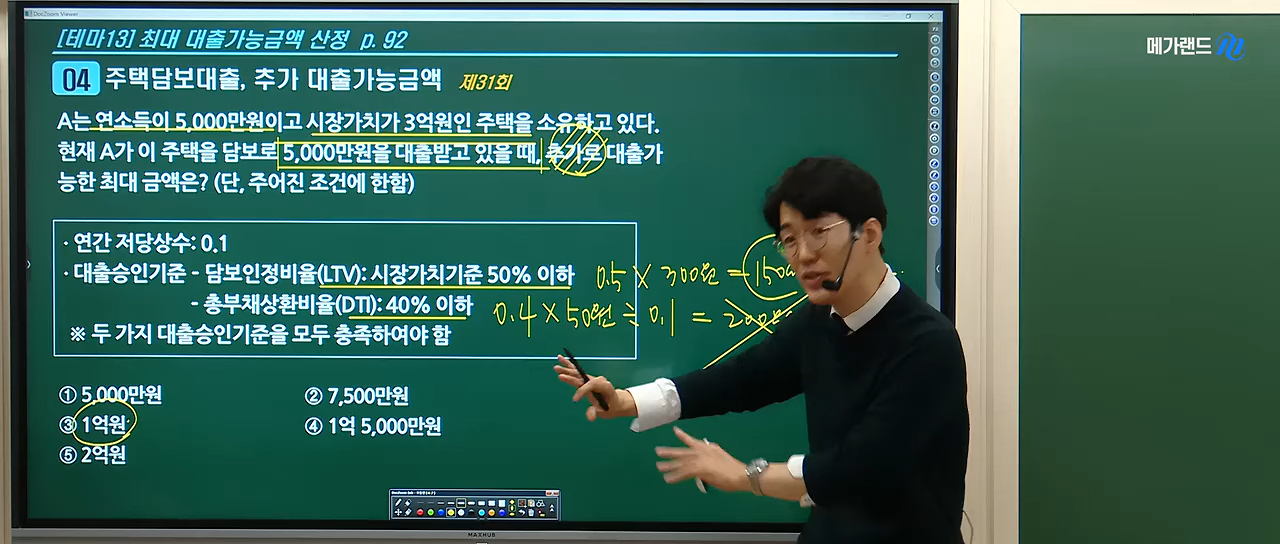 DocZoom Viewer
[테마13] 최대 대출가능금액 산정 p. 92
메가랜드
04 주택담보대출, 추가 대출가능금액 제31회
A는 연소득이 5,000만원이고 시장가치가 3억원인 주택을 소유하고 있다.
현재 A가 이 주택을 담보로 5,000만원을 대출받고 있을 때, 추가로 대출가
능한 최대 금액은? (단, 주어진 조건에 한함)
· 연간 저당상수: 0.1
· 대출승인기준 - 담보인정비율(LTV): 시장가치기준 50% 이하
0.5 × 300원 = 150
- 총부채상환비율(DTI): 40% 이하
0.4 × 50원 ÷ 0.1 = 200
※ 두 가지 대출승인기준을 모두 충족하여야 함
① 5,000만원 ② 7,500만원
③ 1억원 ④ 1억 5,000만원
⑤ 2억원
MAXHUB